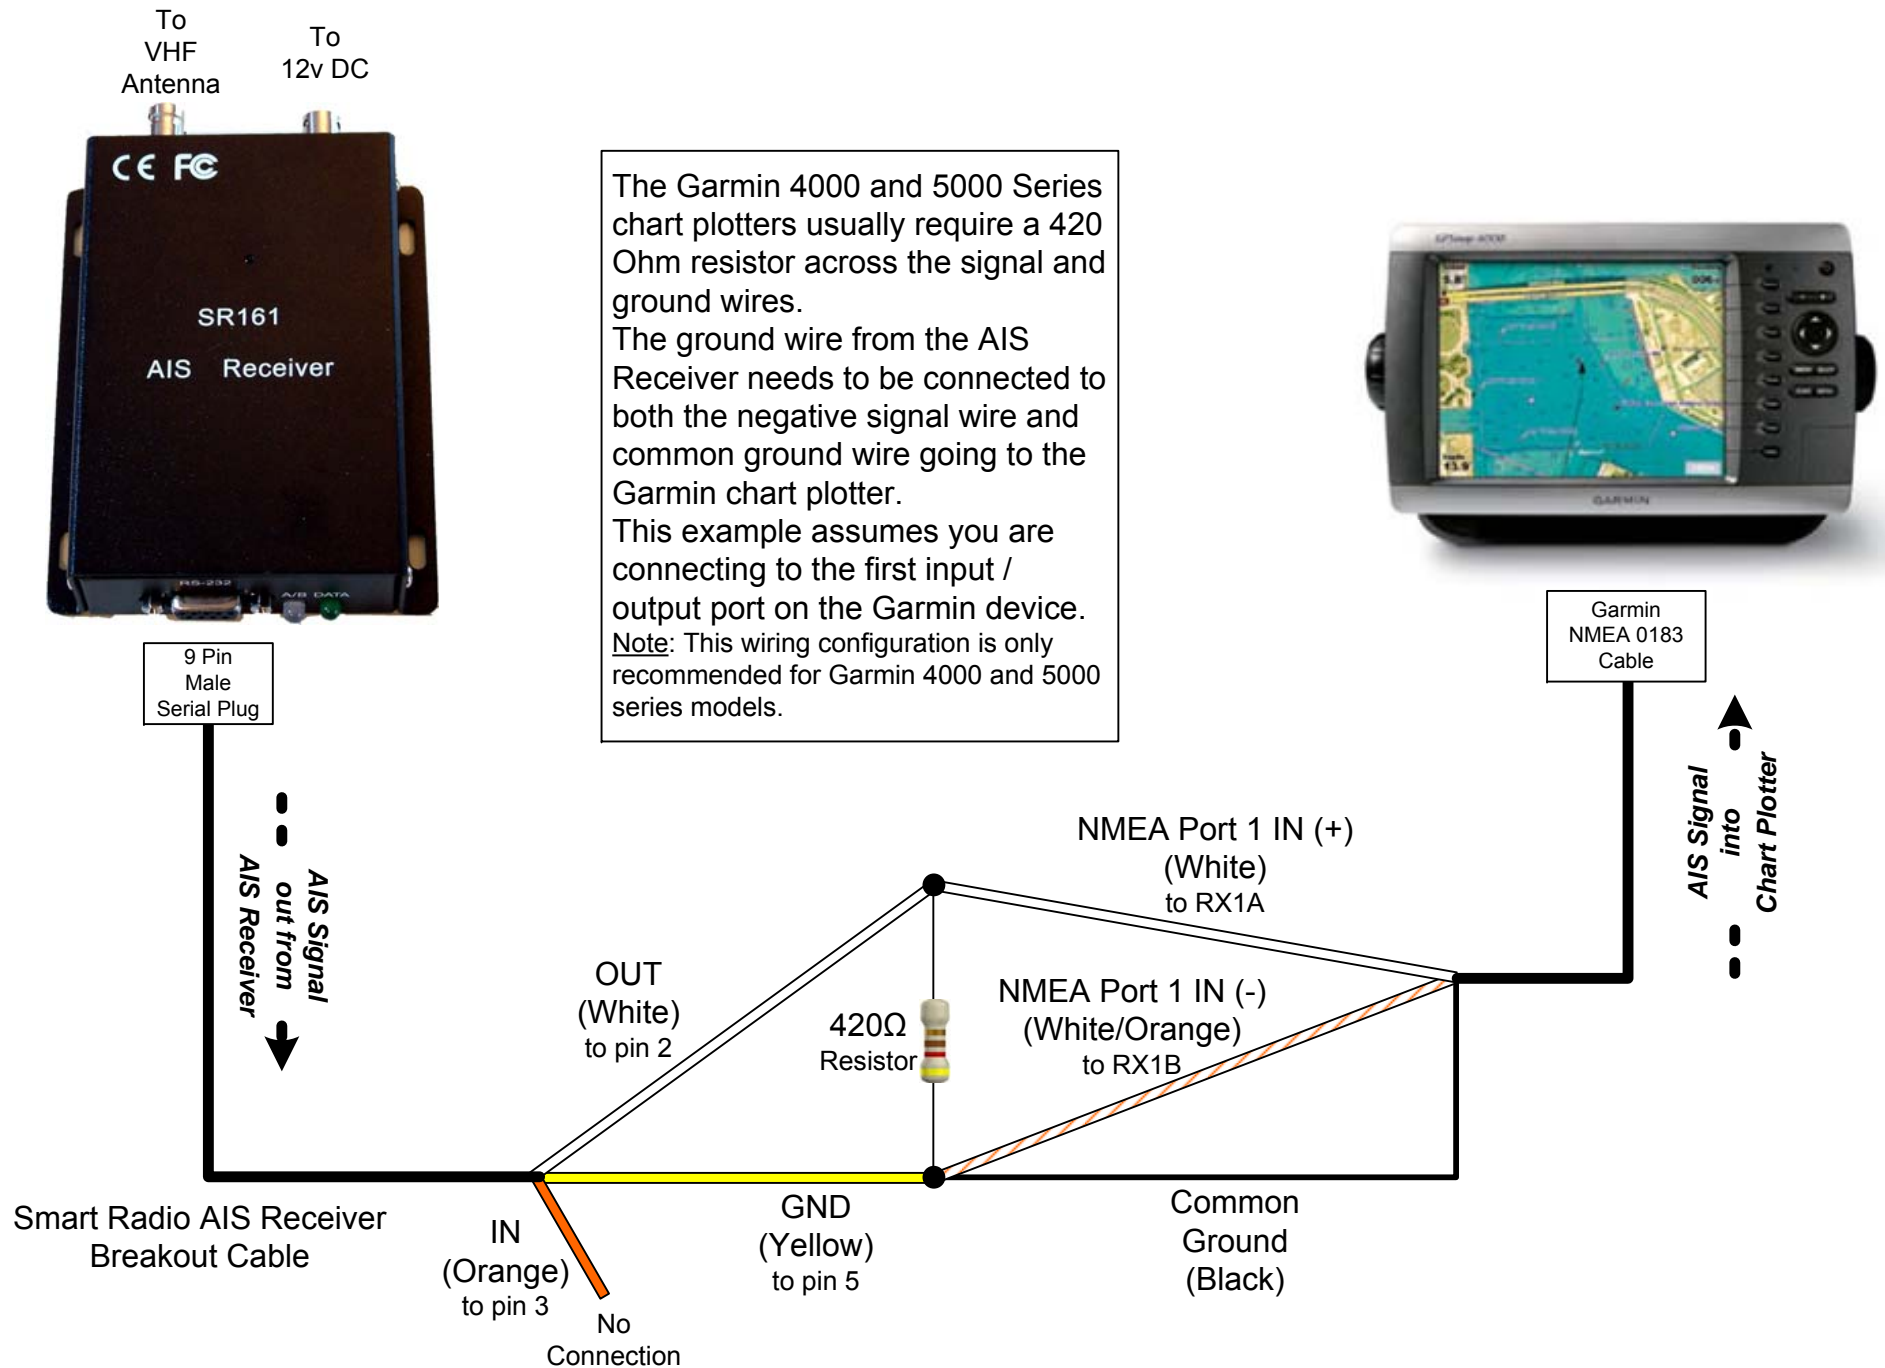 To
VHF
Antenna
To
12v DC
CE FC
SR161
AIS Receiver
RS-232
A/B DATA
The Garmin 4000 and 5000 Series
chart plotters usually require a 420
Ohm resistor across the signal and
ground wires.
The ground wire from the AIS
Receiver needs to be connected to
both the negative signal wire and
common ground wire going to the
Garmin chart plotter.
This example assumes you are
connecting to the first input /
output port on the Garmin device.
Note: This wiring configuration is only
recommended for Garmin 4000 and 5000
series models.
GARMIN
9 Pin
Male
Serial Plug
Garmin
NMEA 0183
Cable
AIS Signal
out from
AIS Receiver
AIS Signal
into
Chart Plotter
NMEA Port 1 IN (+)
(White)
to RX1A
OUT
(White)
to pin 2
420Ω
Resistor
NMEA Port 1 IN (-)
(White/Orange)
to RX1B
Smart Radio AIS Receiver
Breakout Cable
IN
(Orange)
to pin 3
No
Connection
GND
(Yellow)
to pin 5
Common
Ground
(Black)